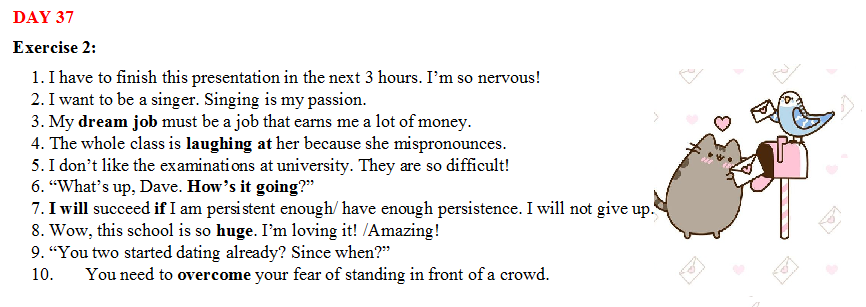 DAY 37
Exercise 2:
1. I have to finish this presentation in the next 3 hours. I’m so nervous!
2. I want to be a singer. Singing is my passion.
3. My dream job must be a job that earns me a lot of money.
4. The whole class is laughing at her because she mispronounces.
5. I don’t like the examinations at university. They are so difficult!
6. “What’s up, Dave. How’s it going?”
7. I will succeed if I am persistent enough/ have enough persistence. I will not give up.
8. Wow, this school is so huge. I’m loving it! /Amazing!
9. “You two started dating already? Since when?”
10. You need to overcome your fear of standing in front of a crowd.